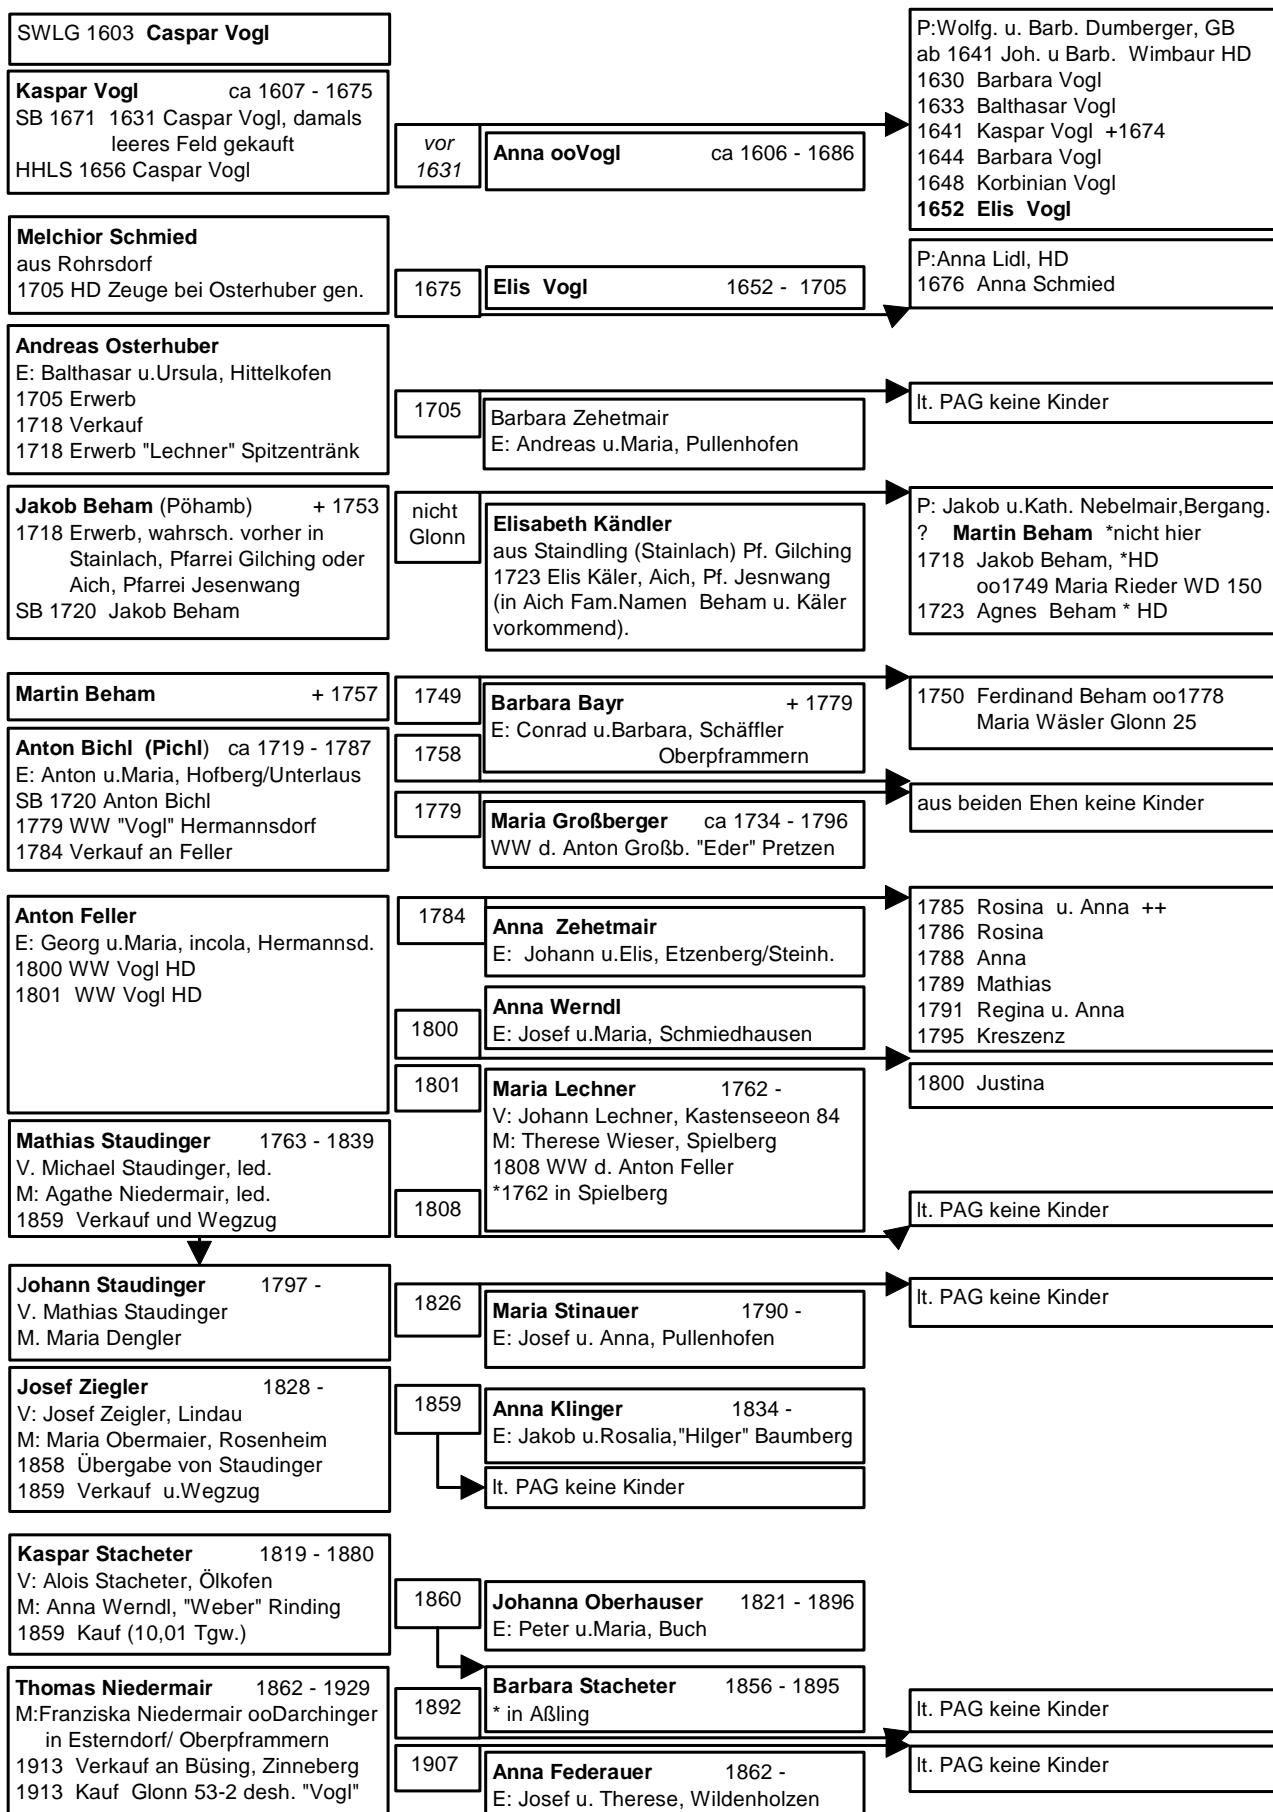 SWLG 1603  Caspar Vogl
Kaspar Vogl ca 1607 - 1675
SB 1671  1631 Caspar Vogl, damals
leeres Feld gekauft
HHLS 1656 Caspar Vogl
vor
1631
Anna ooVogl ca 1606 - 1686
P:Wolfg. u. Barb. Dumberger, GB
ab 1641 Joh. u Barb.  Wimbaur HD
1630  Barbara Vogl
1633  Balthasar Vogl
1641  Kaspar Vogl  +1674
1644  Barbara Vogl
1648  Korbinian Vogl
1652  Elis  Vogl
Melchior Schmied
aus Rohrsdorf
1705 HD Zeuge bei Osterhuber gen.
1675
Elis  Vogl 1652 -  1705
P:Anna Lidl, HD
1676  Anna Schmied
Andreas Osterhuber
E: Balthasar u.Ursula, Hittelkofen
1705 Erwerb
1718 Verkauf
1718 Erwerb "Lechner" Spitzentränk
1705
Barbara Zehetmair
E: Andreas u.Maria, Pullenhofen
lt. PAG keine Kinder
Jakob Beham (Pöhamb) + 1753
1718 Erwerb, wahrsch. vorher in
Stainlach, Pfarrei Gilching oder
Aich, Pfarrei Jesenwang
SB 1720  Jakob Beham
nicht
Glonn
Elisabeth Kändler
aus Staindling (Stainlach) Pf. Gilching
1723 Elis Käler, Aich, Pf. Jesnwang
(in Aich Fam.Namen  Beham u. Käler
vorkommend).
P: Jakob u.Kath. Nebelmair,Bergang.
?  Martin Beham  *nicht hier
1718  Jakob Beham, *HD
oo1749 Maria Rieder WD 150
1723  Agnes  Beham * HD
Martin Beham + 1757
1749
Barbara Bayr + 1779
E: Conrad u.Barbara, Schäffler
Oberpframmern
1750  Ferdinand Beham oo1778
Maria Wäsler Glonn 25
Anton Bichl  (Pichl)  ca 1719 - 1787
E: Anton u.Maria, Hofberg/Unterlaus
SB 1720 Anton Bichl
1779 WW "Vogl" Hermannsdorf
1784 Verkauf an Feller
1758
1779
Maria Großberger ca 1734 - 1796
WW d. Anton Großb. "Eder" Pretzen
aus beiden Ehen keine Kinder
Anton Feller
E: Georg u.Maria, incola, Hermannsd.
1800 WW Vogl HD
1801  WW Vogl HD
1784
Anna  Zehetmair
E:  Johann u.Elis, Etzenberg/Steinh.
1785  Rosina  u. Anna  ++
1786  Rosina
1788  Anna
1789  Mathias
1791  Regina u. Anna
1795  Kreszenz
1800
Anna Werndl
E: Josef u.Maria, Schmiedhausen
1800  Justina
1801
Maria Lechner 1762 -
V: Johann Lechner, Kastenseeon 84
M: Therese Wieser, Spielberg
1808 WW d. Anton Feller
*1762 in Spielberg
Mathias Staudinger 1763 - 1839
V. Michael Staudinger, led.
M: Agathe Niedermair, led.
1859  Verkauf und Wegzug
1808
lt. PAG keine Kinder
Johann Staudinger 1797 -
V. Mathias Staudinger
M. Maria Dengler
1826
Maria Stinauer 1790 -
E: Josef u. Anna, Pullenhofen
lt. PAG keine Kinder
Josef Ziegler 1828 -
V: Josef Zeigler, Lindau
M: Maria Obermaier, Rosenheim
1858  Übergabe von Staudinger
1859  Verkauf  u.Wegzug
1859
Anna Klinger 1834 -
E: Jakob u.Rosalia,"Hilger" Baumberg
lt. PAG keine Kinder
Kaspar Stacheter 1819 - 1880
V: Alois Stacheter, Ölkofen
M: Anna Werndl, "Weber" Rinding
1859  Kauf (10,01 Tgw.)
1860
Johanna Oberhauser 1821 - 1896
E: Peter u.Maria, Buch
Thomas Niedermair 1862 - 1929
M:Franziska Niedermair ooDarchinger
in Esterndorf/ Oberpframmern
1913  Verkauf an Büsing, Zinneberg
1913  Kauf  Glonn 53-2 desh. "Vogl"
1892
Barbara Stacheter 1856 - 1895
* in Aßling
lt. PAG keine Kinder
1907
Anna Federauer 1862 -
E: Josef u. Therese, Wildenholzen
lt. PAG keine Kinder